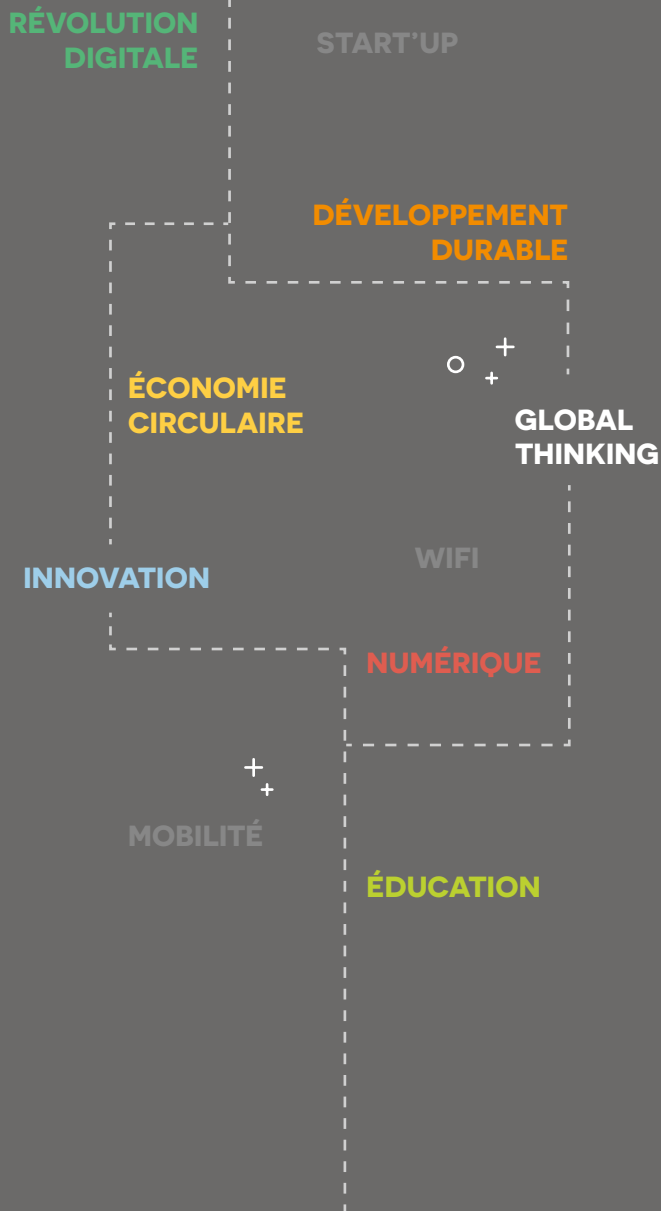 RÉVOLUTION
DIGITALE
START’UP
DÉVELOPPEMENT
DURABLE
ÉCONOMIE
CIRCULAIRE
GLOBAL
THINKING
WIFI
INNOVATION
NUMÉRIQUE
MOBILITÉ
ÉDUCATION